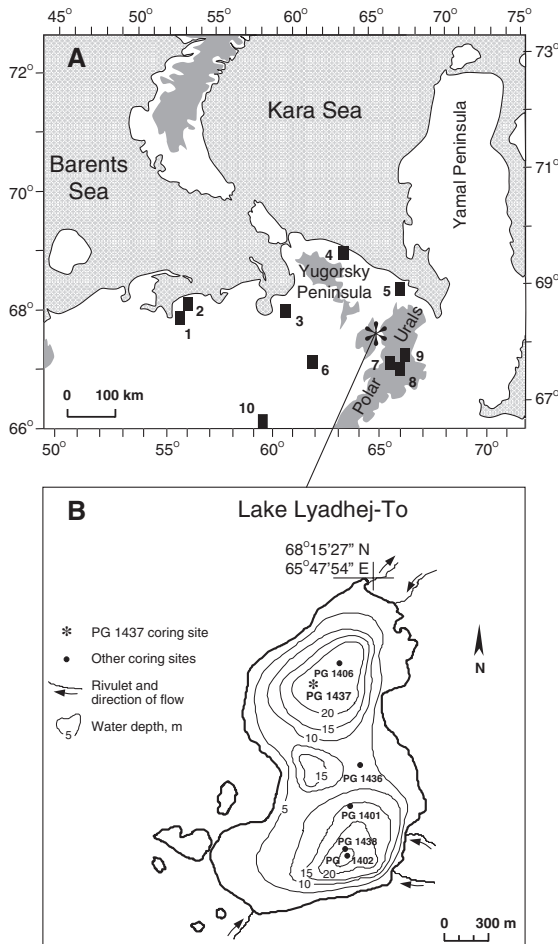 45° 50° 55° 60° 65° 70° 75°
A
72°
73°
Kara Sea
Barents
Sea
Yamal Peninsula
71°
70°
4
Yugorsky
Peninsula
5
69°
68°
2
1
3
Urals
9
7
8
6
Polar
67°
0 100 km
10
66°
50° 55° 60° 65° 70°
B
Lake Lyadhej-To
68°15'27" N
65°47'54" E
PG 1437 coring site
Other coring sites
Rivulet and
direction of flow
5
Water depth, m
N
PG 1406
PG 1437
20
15
10
15
PG 1436
5
PG 1401
PG 1438
PG 1402
15
20
10
0 300 m